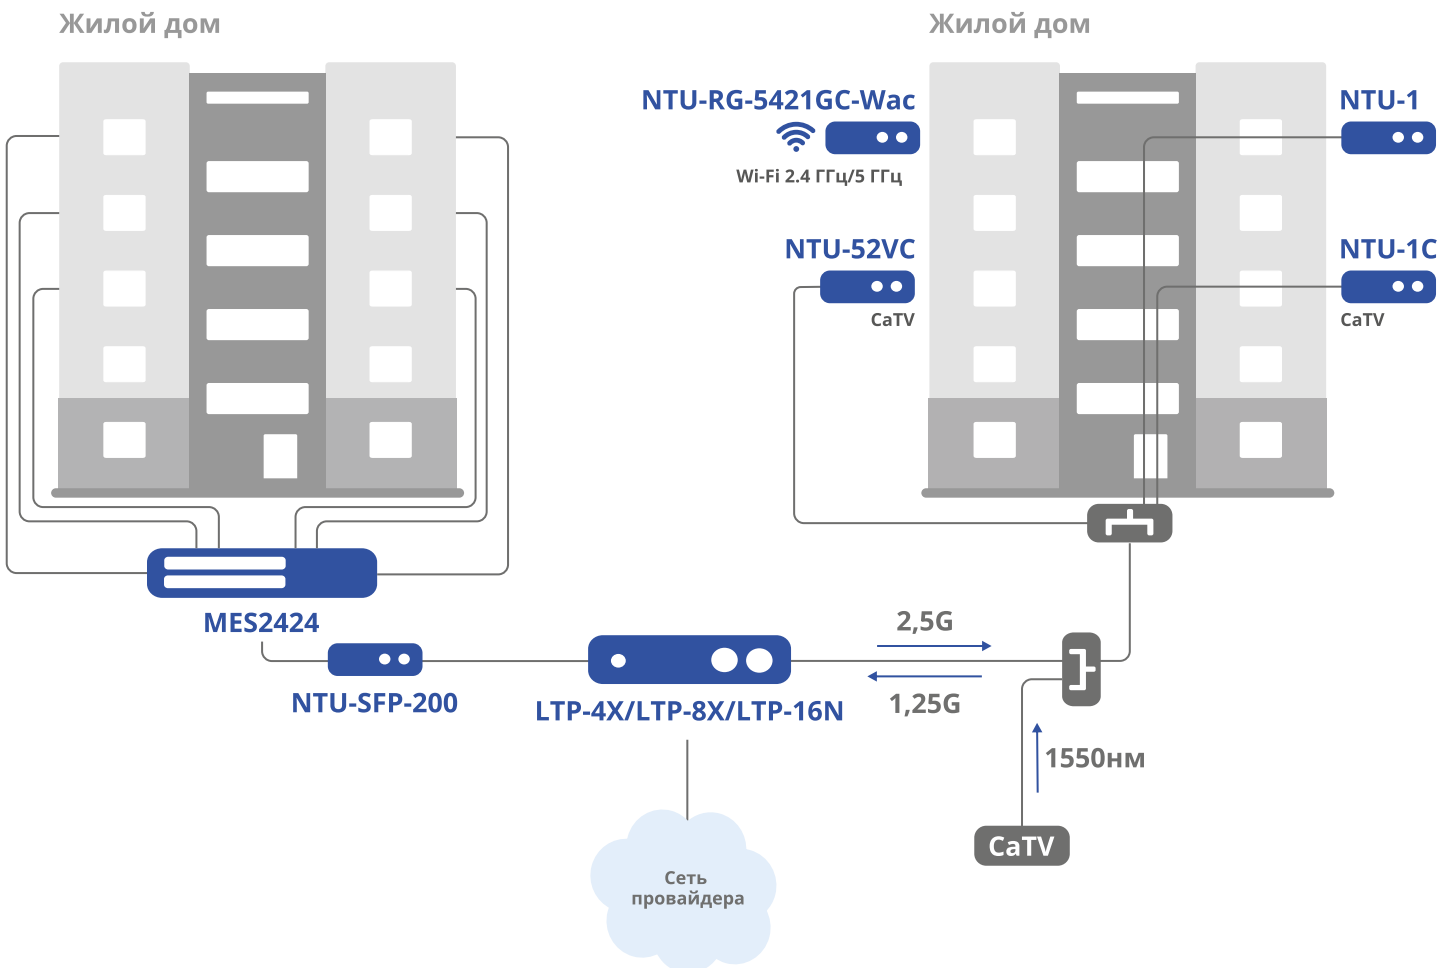 Жилой дом
Жилой дом
NTU-RG-5421GC-Wac
NTU-1
Wi-Fi 2.4 ГГц/5 ГГц
NTU-52VC
NTU-1C
CaTV
CaTV
MES2424
2,5G
NTU-SFP-200
LTP-4X/LTP-8X/LTP-16N
1,25G
1550нм
CaTV
Сеть
провайдера